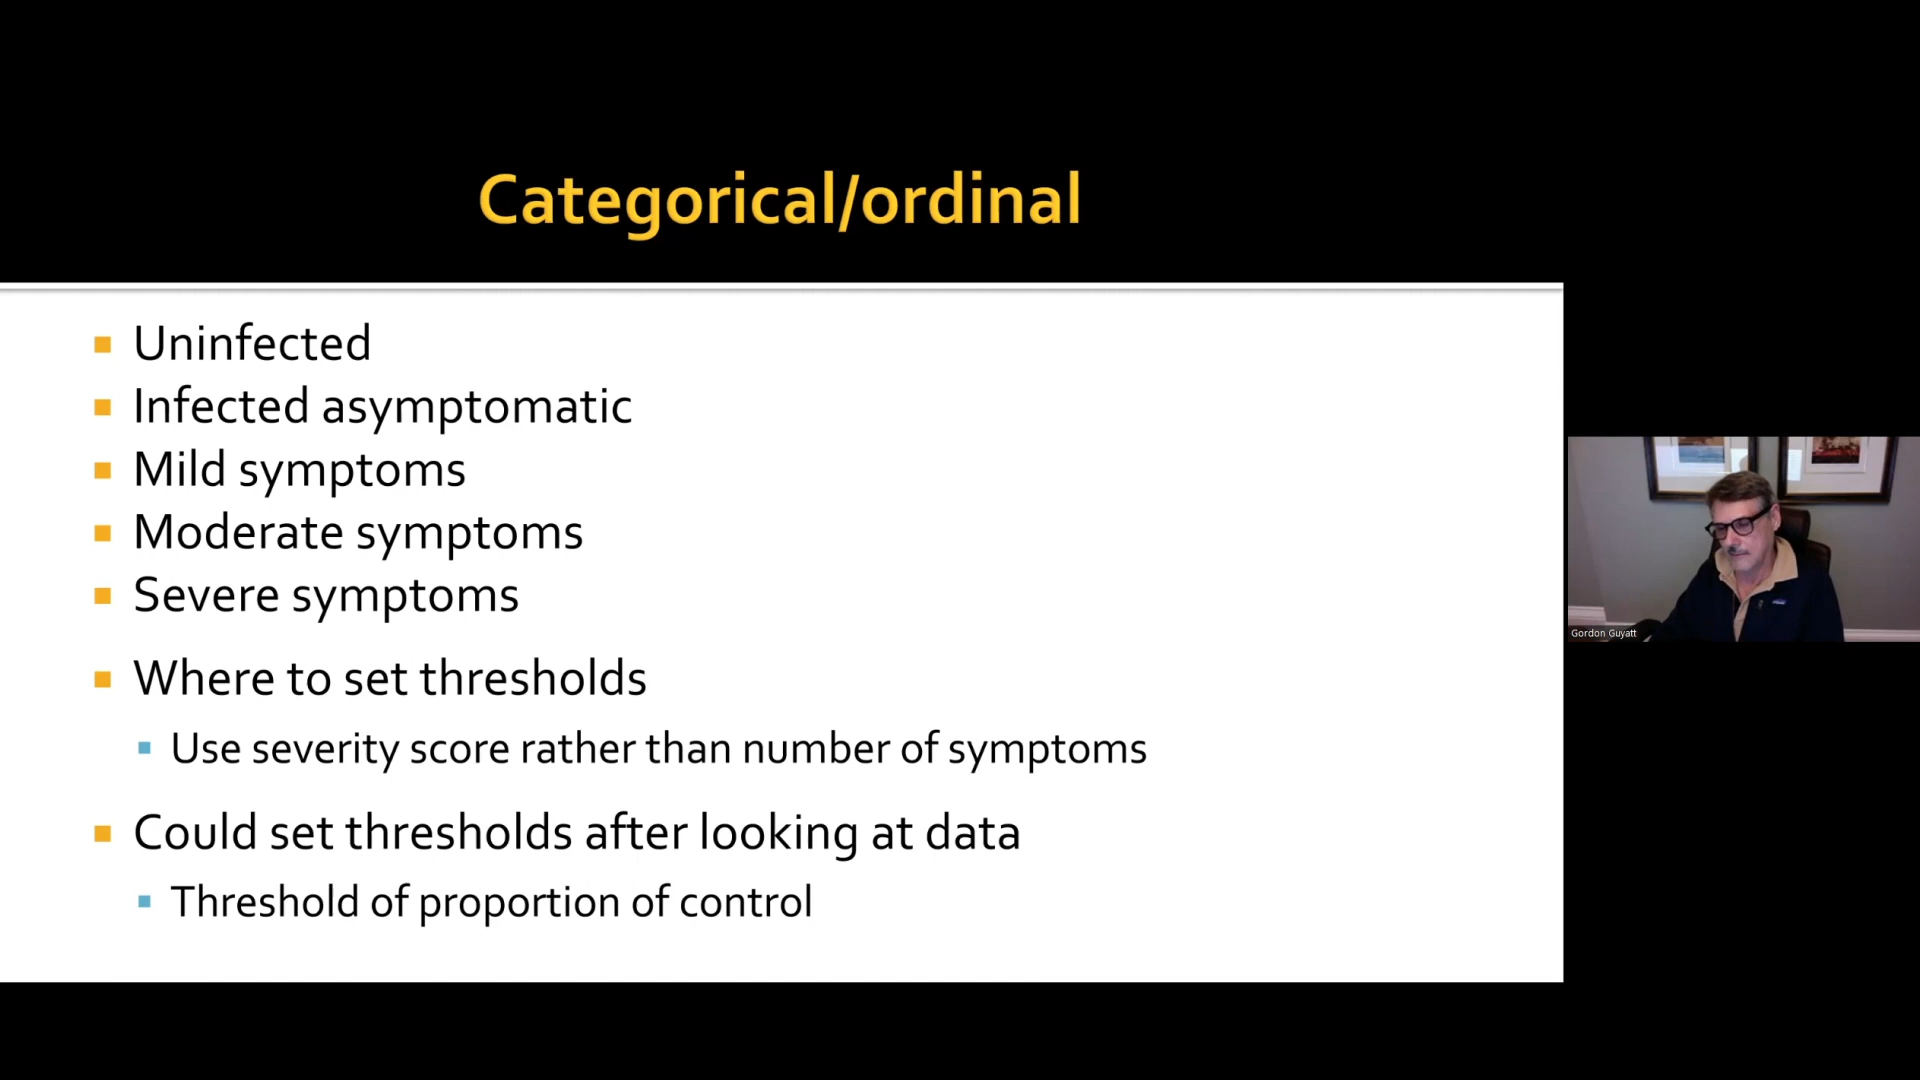 Categorical/ordinal
Uninfected
Infected asymptomatic
Mild symptoms
Moderate symptoms
Severe symptoms
Where to set thresholds
Use severity score rather than number of symptoms
Could set thresholds after looking at data
Threshold of proportion of control
Gordon Guyatt